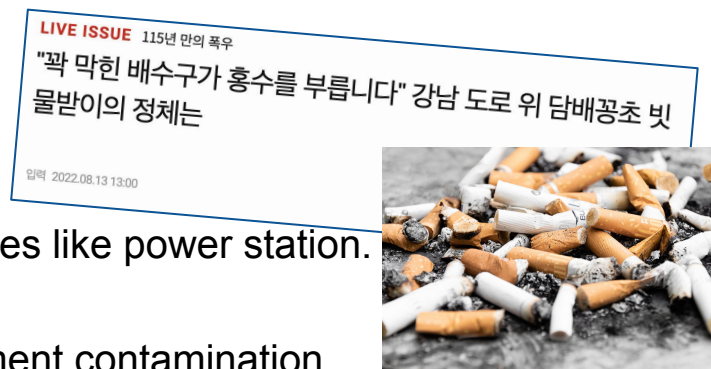 LIVE ISSUE 115년 만의 폭우
"꽉 막힌 배수구가 홍수를 부릅니다" 강남 도로 위 담배꽁초 빗
물받이의 정체는
입력 2022.08.13 13:00
es like power station.
nent contamination